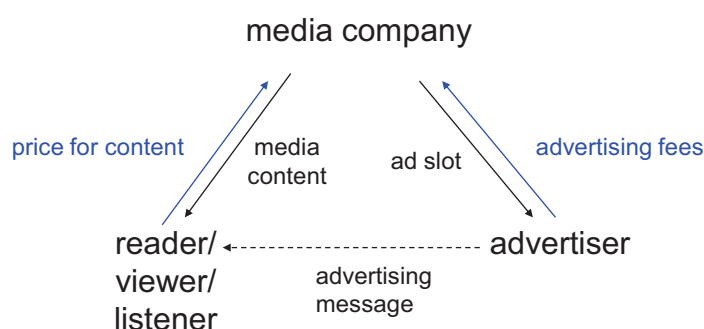 media company
price for content
media
content
ad slot
advertising fees
reader/
viewer/
listener
advertiser
advertising
message